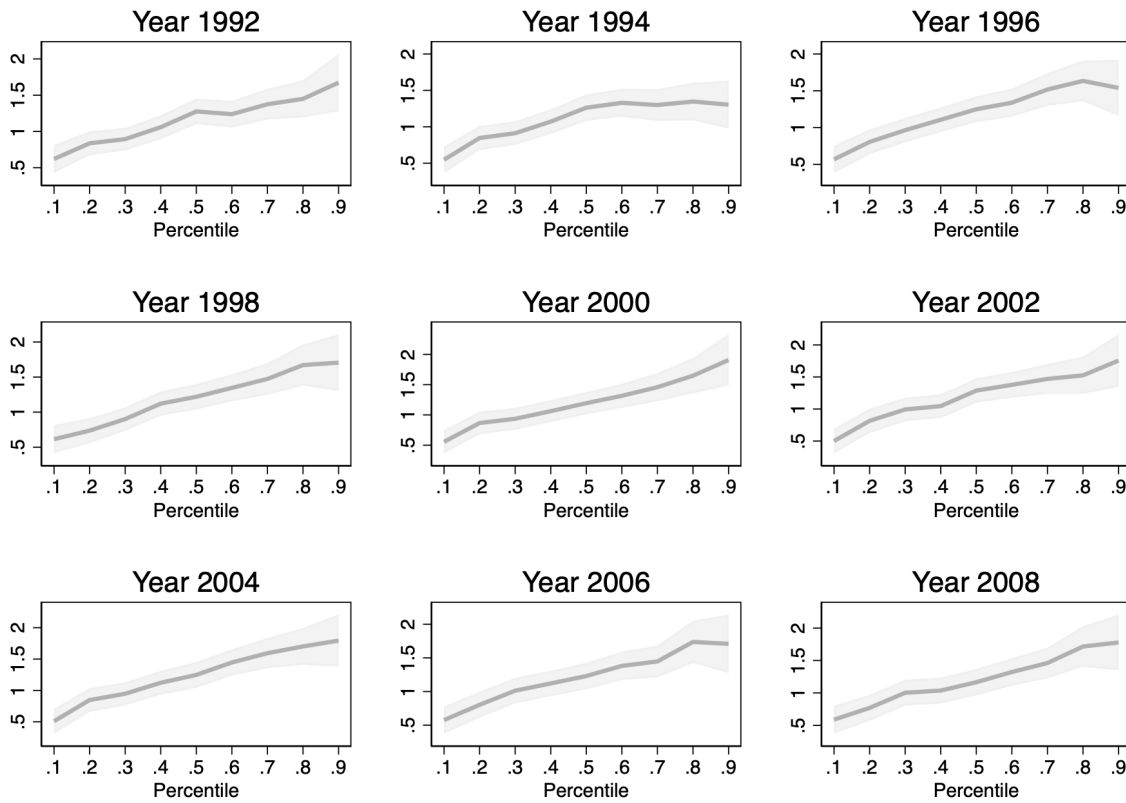 Year 1992
2
1.5
1
.5
.1 .2 .3 .4 .5 .6 .7 .8 .9
Percentile
Year 1994
2
1.5
1
.5
.1 .2 .3 .4 .5 .6 .7 .8 .9
Percentile
Year 1996
2
1.5
1
.5
.1 .2 .3 .4 .5 .6 .7 .8 .9
Percentile
Year 1998
2
1.5
1
.5
.1 .2 .3 .4 .5 .6 .7 .8 .9
Percentile
Year 2000
2
1.5
1
.5
.1 .2 .3 .4 .5 .6 .7 .8 .9
Percentile
Year 2002
2
1.5
1
.5
.1 .2 .3 .4 .5 .6 .7 .8 .9
Percentile
Year 2004
2
1.5
1
.5
.1 .2 .3 .4 .5 .6 .7 .8 .9
Percentile
Year 2006
2
1.5
1
.5
.1 .2 .3 .4 .5 .6 .7 .8 .9
Percentile
Year 2008
2
1.5
1
.5
.1 .2 .3 .4 .5 .6 .7 .8 .9
Percentile